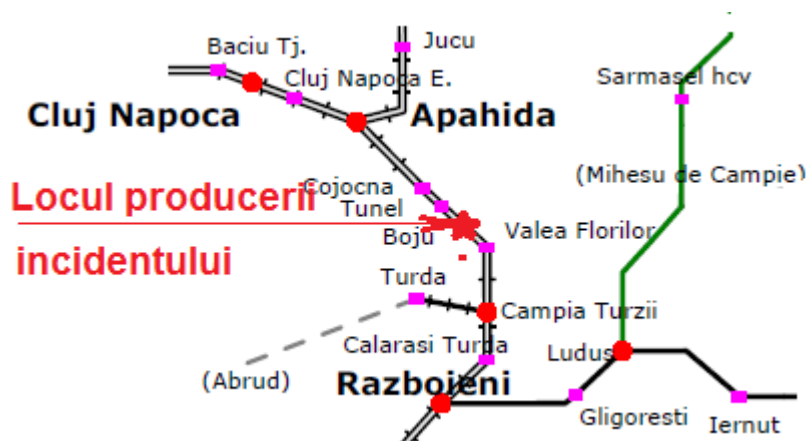 Jucu
Baciu Tj.
Cluj Napoca E.
Sarmasel hcv
Cluj Napoca
Apahida
(Mihesu de Campie)
Cojocna
Locul producerii
Tunel
Boju
Valea Florilor
incidentului
Turda
Campia Turzii
Calarasi Turda
Ludus
(Abrud)
Razboieni
Gligoresti
Iernut